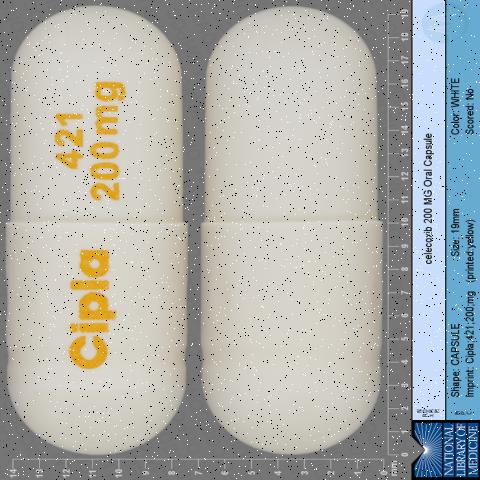 421
200mg
Cipla
celecoxib 200 MG Oral Capsule
Shape: CAPSULE
Size: 19mm
Color: WHITE
Imprint: Cipla;421;200;mg (printed:yellow)
Scored: No
NATIONAL
LIBRARY OF
MEDICINE